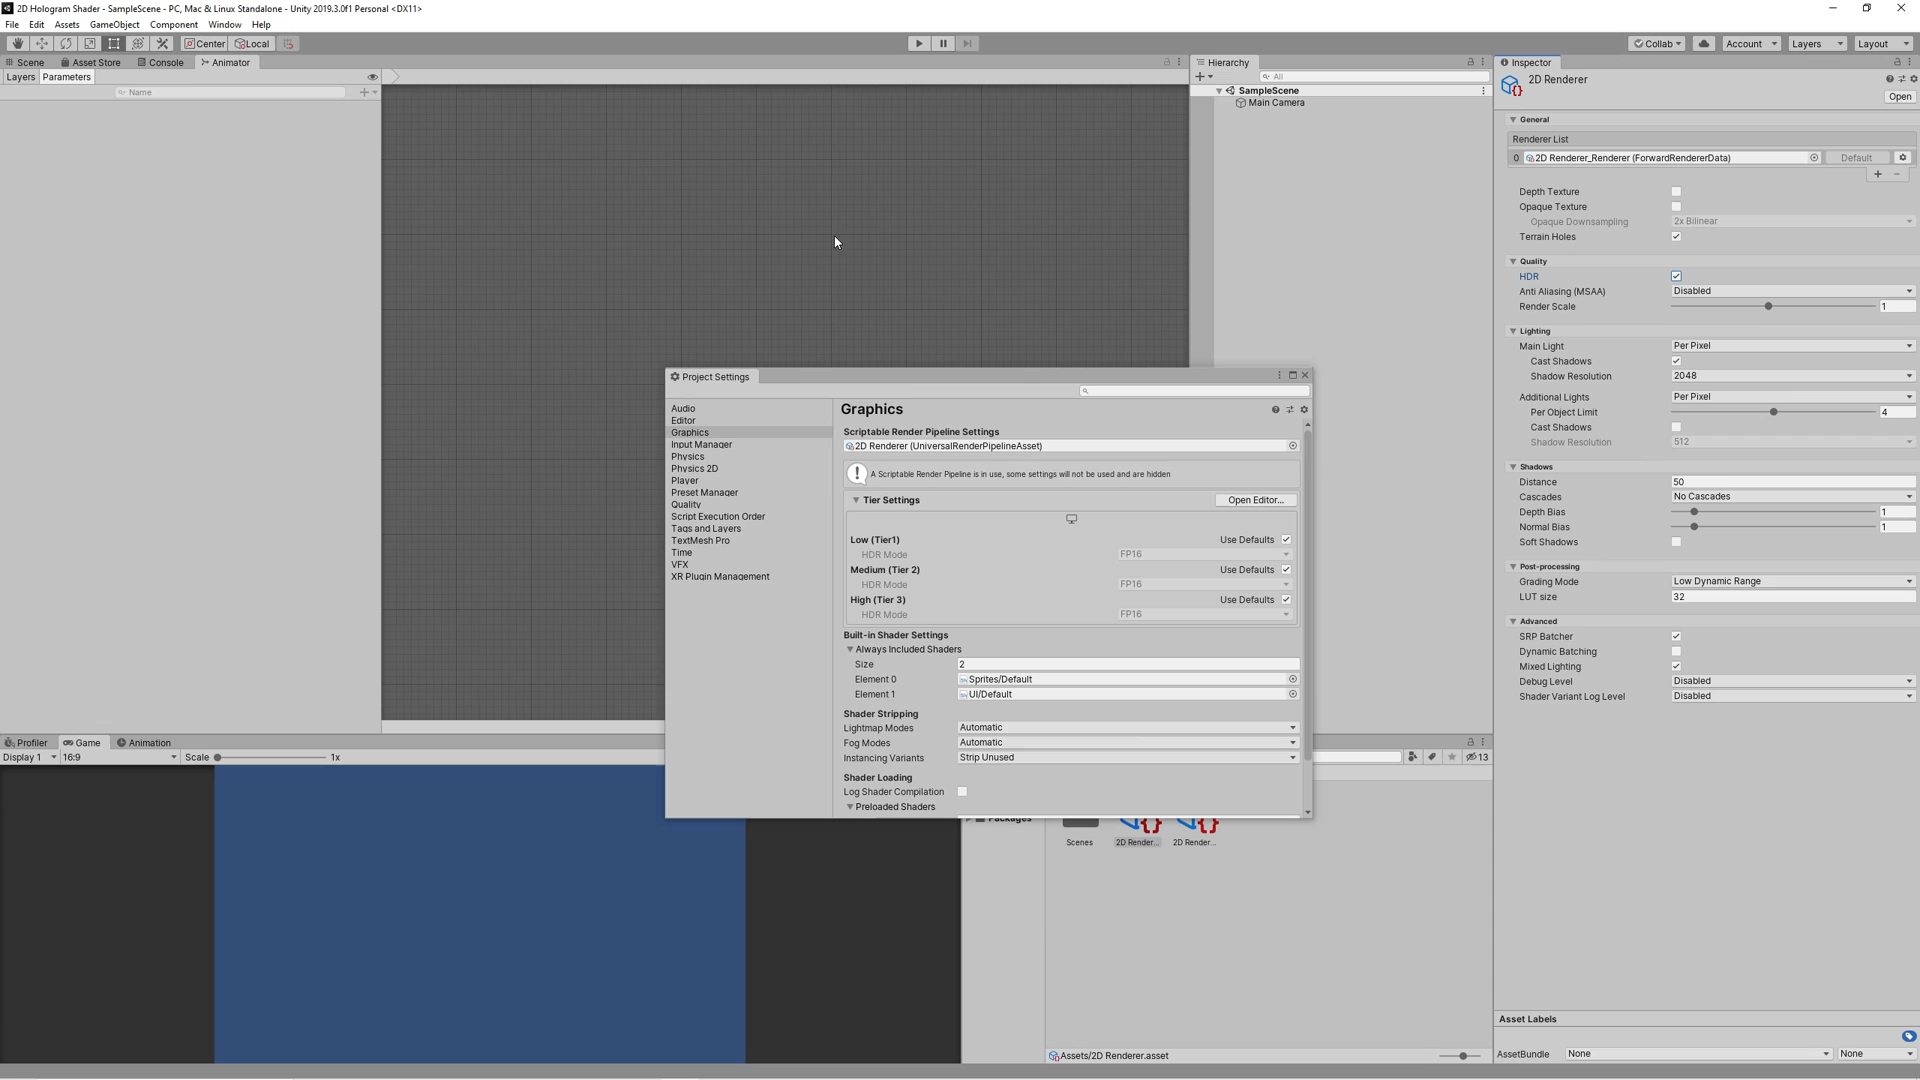 2D Hologram Shader - SampleScene - PC, Mac & Linux Standalone - Unity 2019.3.0f1 Personal <DX11>
File Edit Assets GameObject Component Window Help
Center Local Collab Account Layers Layout
Scene Asset Store Console Animator
Layers Parameters
Name
Hierarchy
All
SampleScene
Main Camera
Inspector
2D Renderer
Open
General
Renderer List
0 2D Renderer_Renderer (ForwardRendererData) Default
Depth Texture
Opaque Texture
Opaque Downsampling 2x Bilinear
Terrain Holes
Quality
HDR
Anti Aliasing (MSAA) Disabled
Render Scale 1
Lighting
Main Light Per Pixel
Cast Shadows
Shadow Resolution 2048
Additional Lights Per Pixel
Per Object Limit 4
Cast Shadows
Shadow Resolution 512
Shadows
Distance 50
Cascades No Cascades
Depth Bias 1
Normal Bias 1
Soft Shadows
Post-processing
Grading Mode Low Dynamic Range
LUT size 32
Advanced
SRP Batcher
Dynamic Batching
Mixed Lighting
Debug Level Disabled
Shader Variant Log Level Disabled
Project Settings
Audio
Editor
Graphics
Input Manager
Physics
Physics 2D
Player
Preset Manager
Quality
Script Execution Order
Tags and Layers
TextMesh Pro
Time
VFX
XR Plugin Management
Graphics
Scriptable Render Pipeline Settings
2D Renderer (UniversalRenderPipelineAsset)
A Scriptable Render Pipeline is in use, some settings will not be used and are hidden
Tier Settings Open Editor...
Low (Tier1) Use Defaults
HDR Mode FP16
Medium (Tier 2) Use Defaults
HDR Mode FP16
High (Tier 3) Use Defaults
HDR Mode FP16
Built-in Shader Settings
Always Included Shaders
Size 2
Element 0 Sprites/Default
Element 1 UI/Default
Shader Stripping
Lightmap Modes Automatic
Fog Modes Automatic
Instancing Variants Strip Unused
Shader Loading
Log Shader Compilation
Preloaded Shaders
Profiler Game Animation
Display 1 16:9 Scale 1x
13
Packages
Scenes 2D Render... 2D Render...
Assets/2D Renderer.asset
Asset Labels
AssetBundle None None